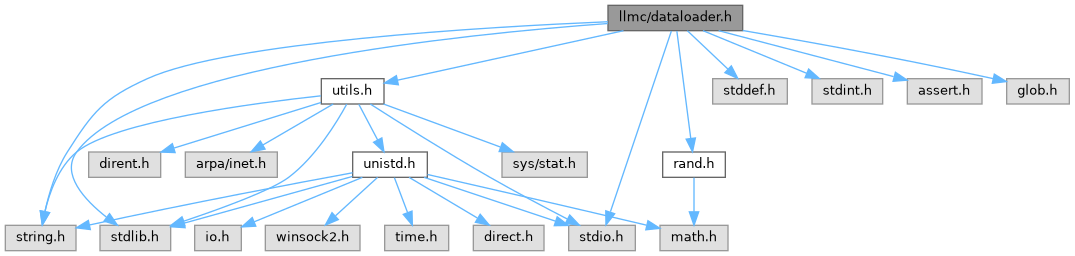 llmc/dataloader.h
utils.h
stddef.h
stdint.h
assert.h
glob.h
dirent.h
arpa/inet.h
unistd.h
sys/stat.h
rand.h
string.h
stdlib.h
io.h
winsock2.h
time.h
direct.h
stdio.h
math.h